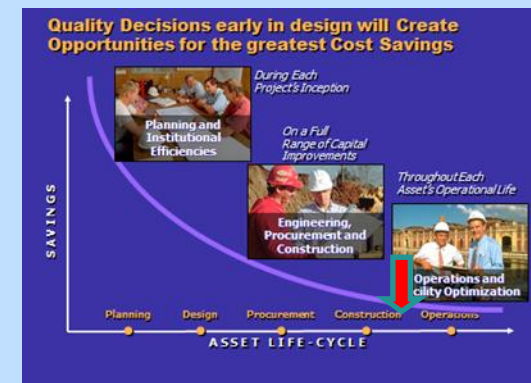 Quality Decisions early in design will Create
Opportunities for the greatest Cost Savings
During Each
Project's Inception
Planning and
Institutional
Efficiencies
On a Full
Range of Capital
Improvements
Engineering,
Procurement and
Construction
Throughout Each
Asset's Operational Life
Operations and
cility Optimization
SAVINGS
Planning Design Procurement Construction Operations
ASSET LIFE-CYCLE